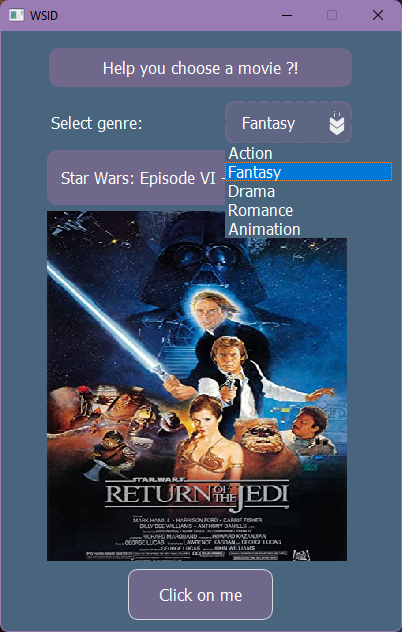 WSID
Help you choose a movie ?!
Select genre:
Fantasy
Action
Fantasy
Drama
Romance
Animation
Star Wars: Episode VI -
STAR WARS
RETURN OF THE JEDI
MARK HAMILL · HARRISON FORD · CARRIE FISHER
BILLY DEE WILLIAMS · ANTHONY DANIELS
RICHARD MARQUAND HOWARD KAZANJIAN
GEORGE LUCAS LAWRENCE KASDAN GEORGE LUCAS
GEORGE LUCAS JOHN WILLIAMS
Click on me